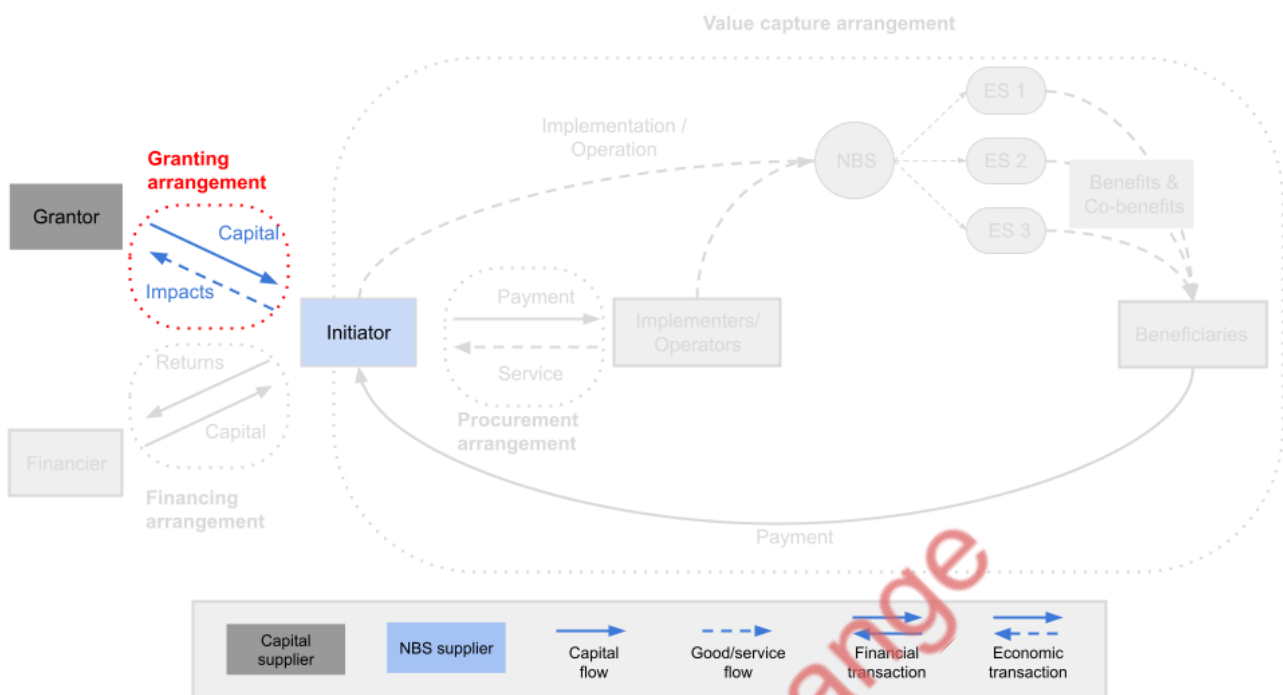 Value capture arrangement
ES 1
Implementation /
Operation
Granting
arrangement
NBS
ES 2
Benefits &
Co-benefits
Grantor
Capital
ES 3
Impacts
Payment
Initiator
Implementers/
Operators
Beneficiaries
Returns
Service
Capital
Procurement
arrangement
Financier
Financing
arrangement
Payment
ange
Capital
supplier
NBS supplier
Capital
flow
Good/service
flow
Financial
transaction
Economic
transaction